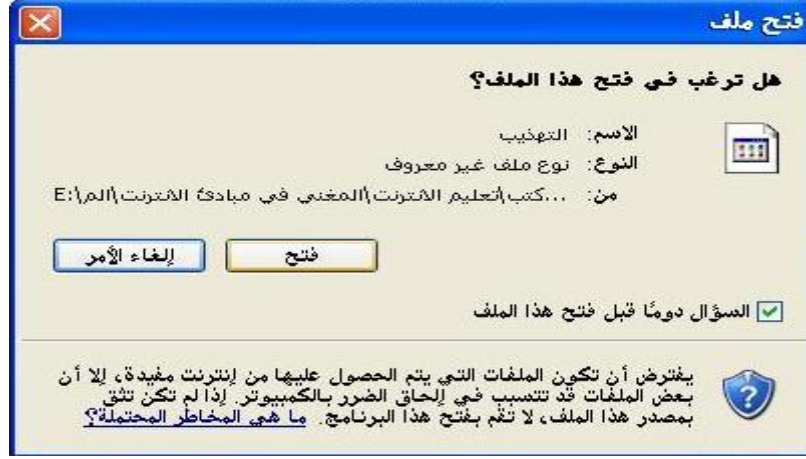 فتح ملف
هل ترغب في فتح هذا الملف؟
الاسم: التهذيب
النوع: نوع ملف غير معروف
من: ...كتب\تعليم الانترنت\المغني في مبادئ الانترنت\الم\:E
فتح
إلغاء الأمر
السؤال دومًا قبل فتح هذا الملف
يفترض أن تكون الملفات التي يتم الحصول عليها من إنترنت مفيدة، إلا أن
بعض الملفات قد تتسبب في إلحاق الضرر بالكمبيوتر. إذا لم تكن تثق
بمصدر هذا الملف، لا تقم بفتح هذا البرنامج. ما هي المخاطر المحتملة؟